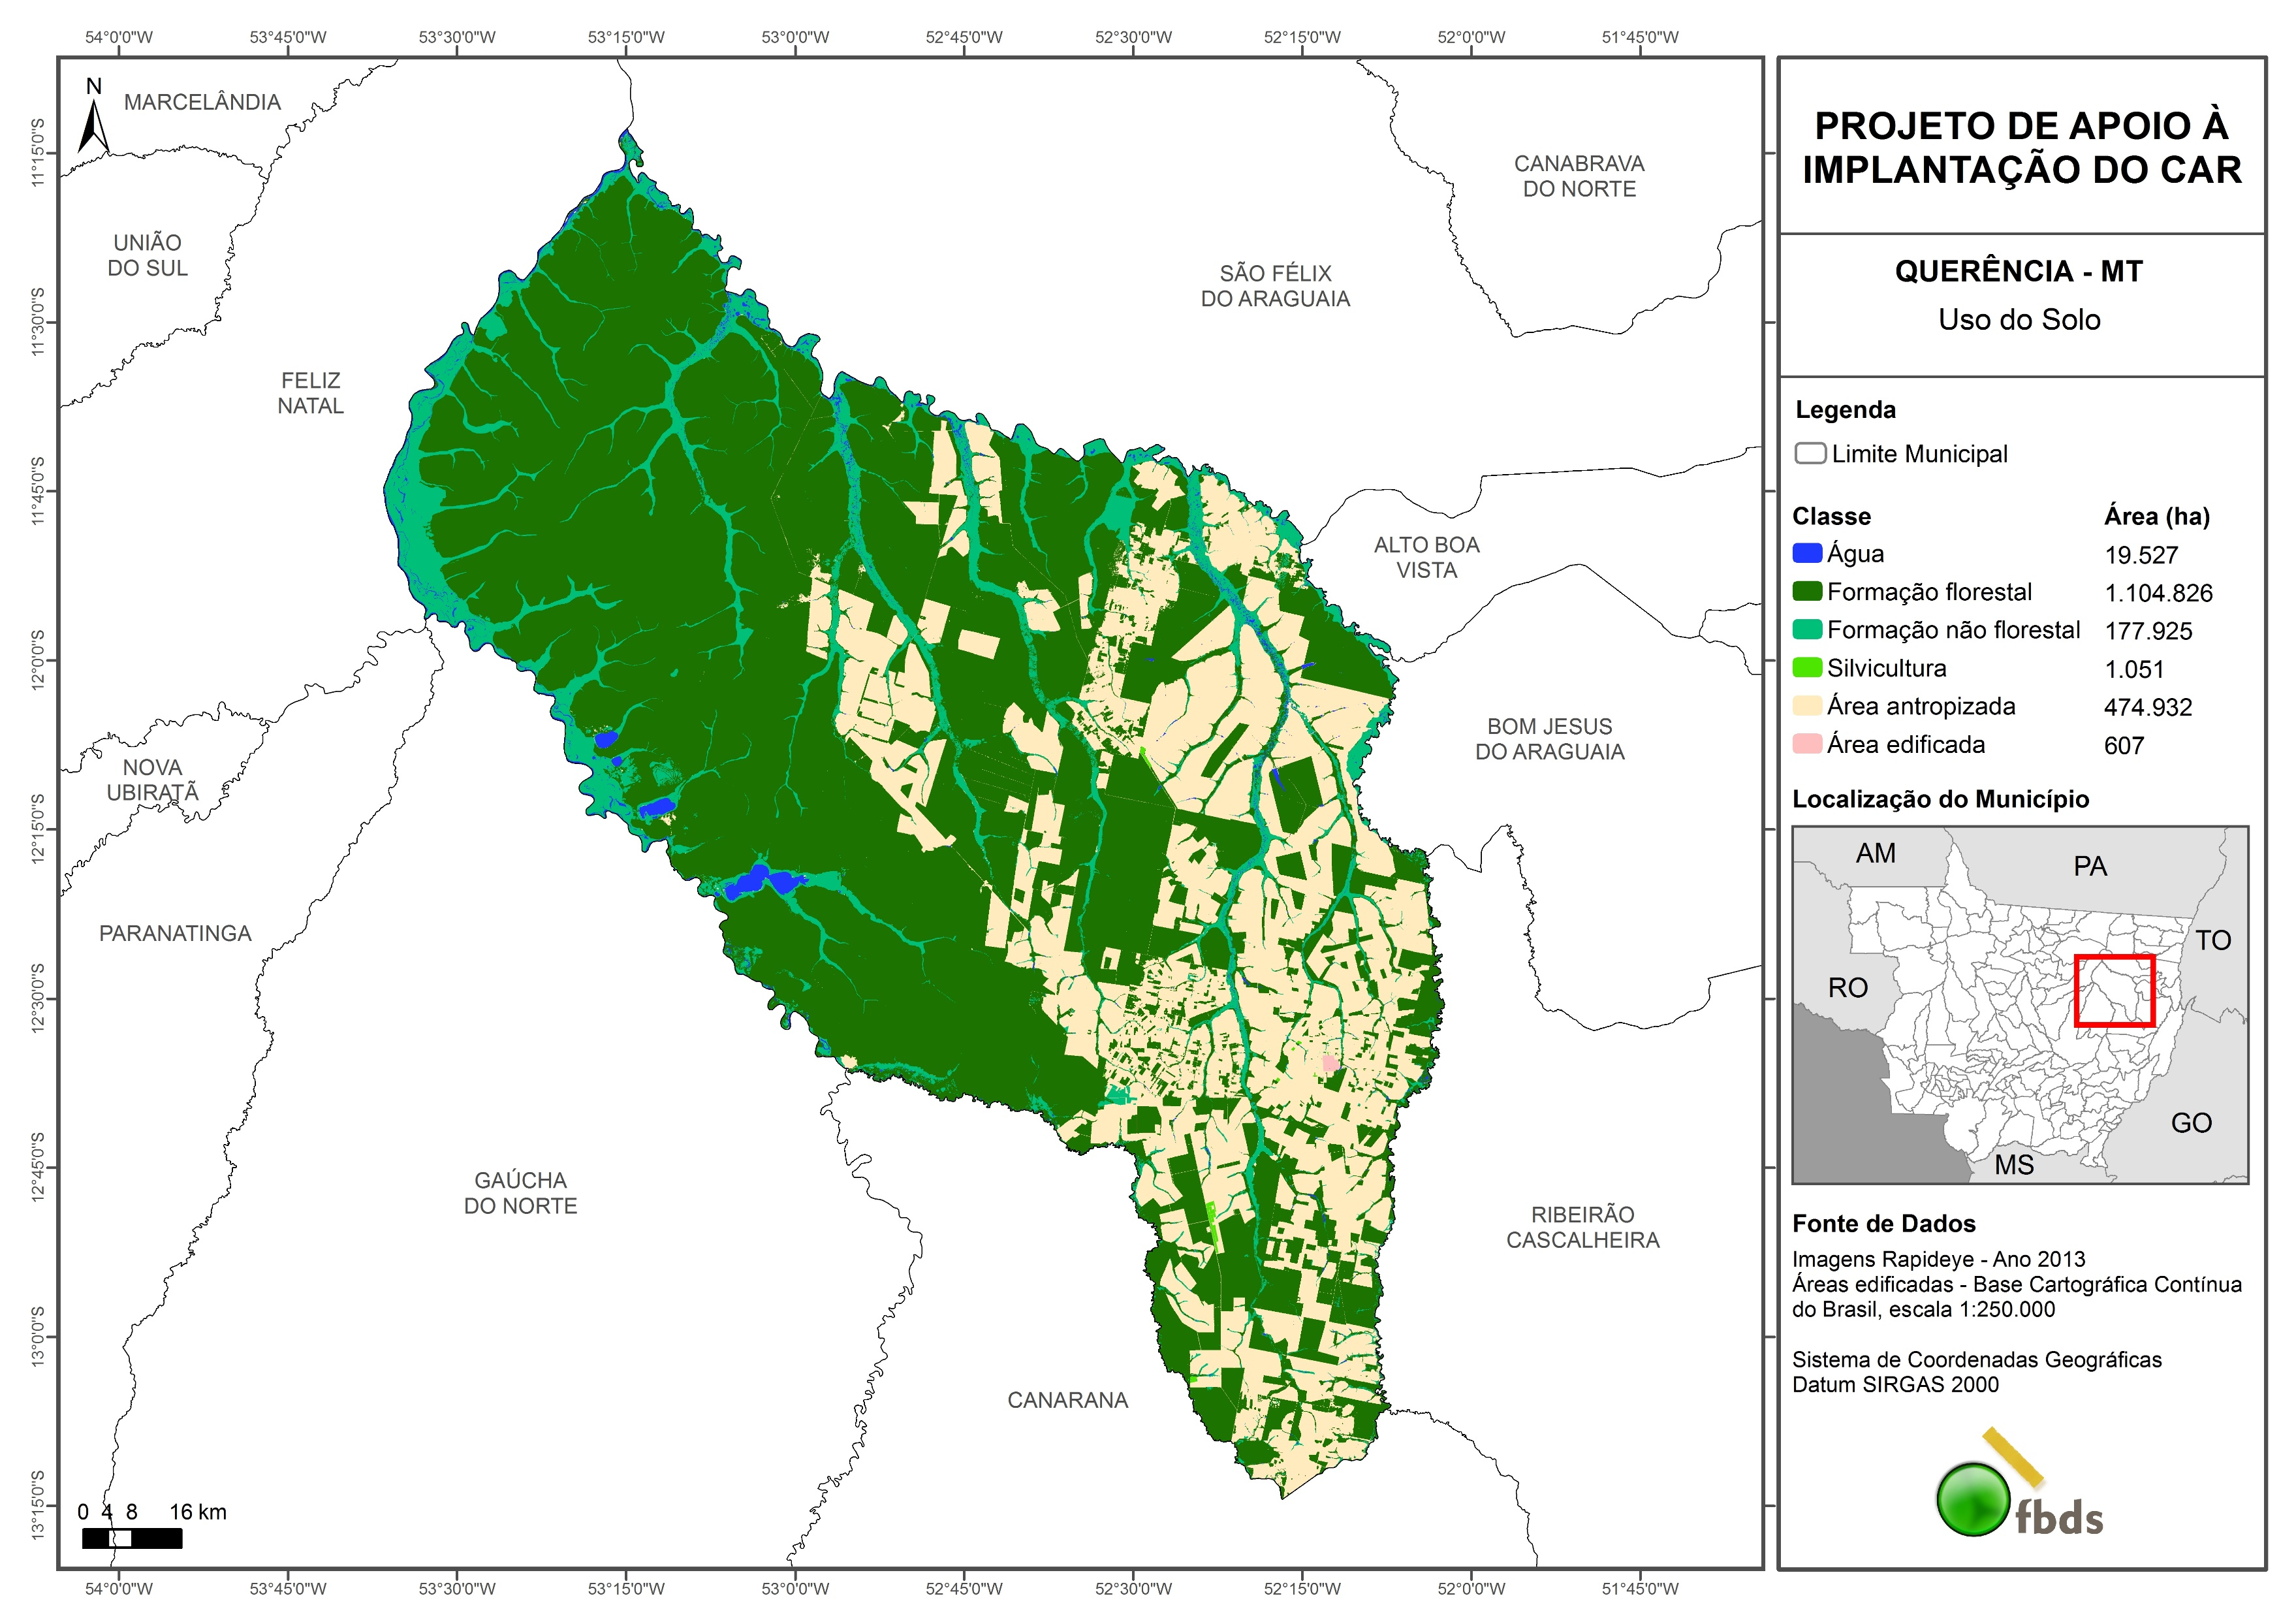 54°0'0"W 53°45'0"W 53°30'0"W 53°15'0"W 53°0'0"W 52°45'0"W 52°30'0"W 52°15'0"W 52°0'0"W 51°45'0"W
11°15'0"S
11°30'0"S
11°45'0"S
12°0'0"S
12°15'0"S
12°30'0"S
12°45'0"S
13°0'0"S
13°15'0"S
N
MARCELÂNDIA
UNIÃO
DO SUL
FELIZ
NATAL
CANABRAVA
DO NORTE
SÃO FÉLIX
DO ARAGUAIA
ALTO BOA
VISTA
BOM JESUS
DO ARAGUAIA
NOVA
UBIRATÃ
PARANATINGA
GAÚCHA
DO NORTE
RIBEIRÃO
CASCALHEIRA
CANARANA
0 4 8 16 km
54°0'0"W 53°45'0"W 53°30'0"W 53°15'0"W 53°0'0"W 52°45'0"W 52°30'0"W 52°15'0"W 52°0'0"W 51°45'0"W
PROJETO DE APOIO À
IMPLANTAÇÃO DO CAR
QUERÊNCIA - MT
Uso do Solo
Legenda
Limite Municipal
Classe Área (ha)
Água 19.527
Formação florestal 1.104.826
Formação não florestal 177.925
Silvicultura 1.051
Área antropizada 474.932
Área edificada 607
Localização do Município
AM
PA
TO
RO
GO
MS
Fonte de Dados
Imagens Rapideye - Ano 2013
Áreas edificadas - Base Cartográfica Contínua
do Brasil, escala 1:250.000
Sistema de Coordenadas Geográficas
Datum SIRGAS 2000
fbds